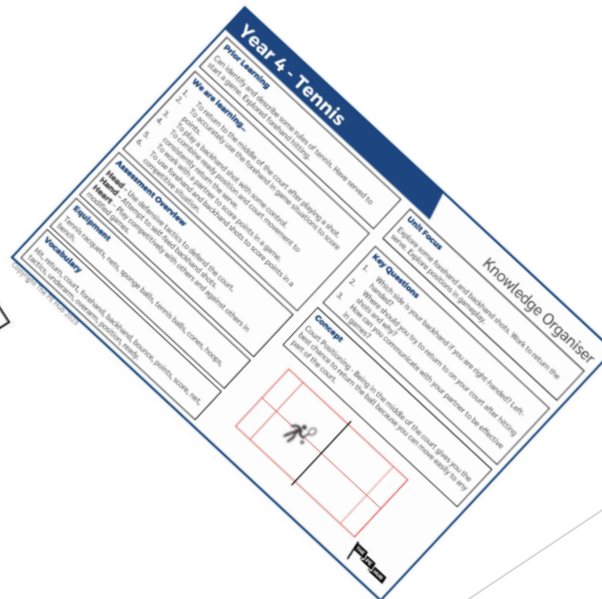 Year 4 - Tennis
Knowledge Organiser
Prior Learning
Can identify and describe some rules of tennis. Have served to
start a game. Explored forehand hitting.
We are learning...
1. To return to the middle of the court after playing a shot.
2. To accurately use the forehand in game situations to score
points.
3. To play a backhand shot with some control.
4. To combine ready position and court movement to
consistently return the serve.
5. To work with a partner to score points in a game.
6. To use forehand and backhand shots to score points in a
competitive situation.
Assessment Overview
Head – Use defensive tactics to defend the court.
Hand – Attempt to self-feed backhand shots.
Heart – Play competitively with others and against others in
modified games.
Equipment
Tennis racquets, nets, sponge balls, tennis balls, cones, hoops,
bench.
Vocabulary
Hit, return, court, forehand, backhand, bounce, points, score, net,
tactics, underarm, overarm, position, ready.
Copyright The PE Hub 2023
Unit Focus
Explore some forehand and backhand shots. Work to return the
serve. Explore positions in gameplay.
Key Questions
1. Which side is your backhand if you are right-handed? Left-
handed?
2. Where should you try to return to on your court after hitting
shots and why?
3. How can you communicate with your partner to be effective
in games?
Concept
Court Positioning - Being in the middle of the court gives you the
best chance to return the ball because you can move easily to any
part of the court.